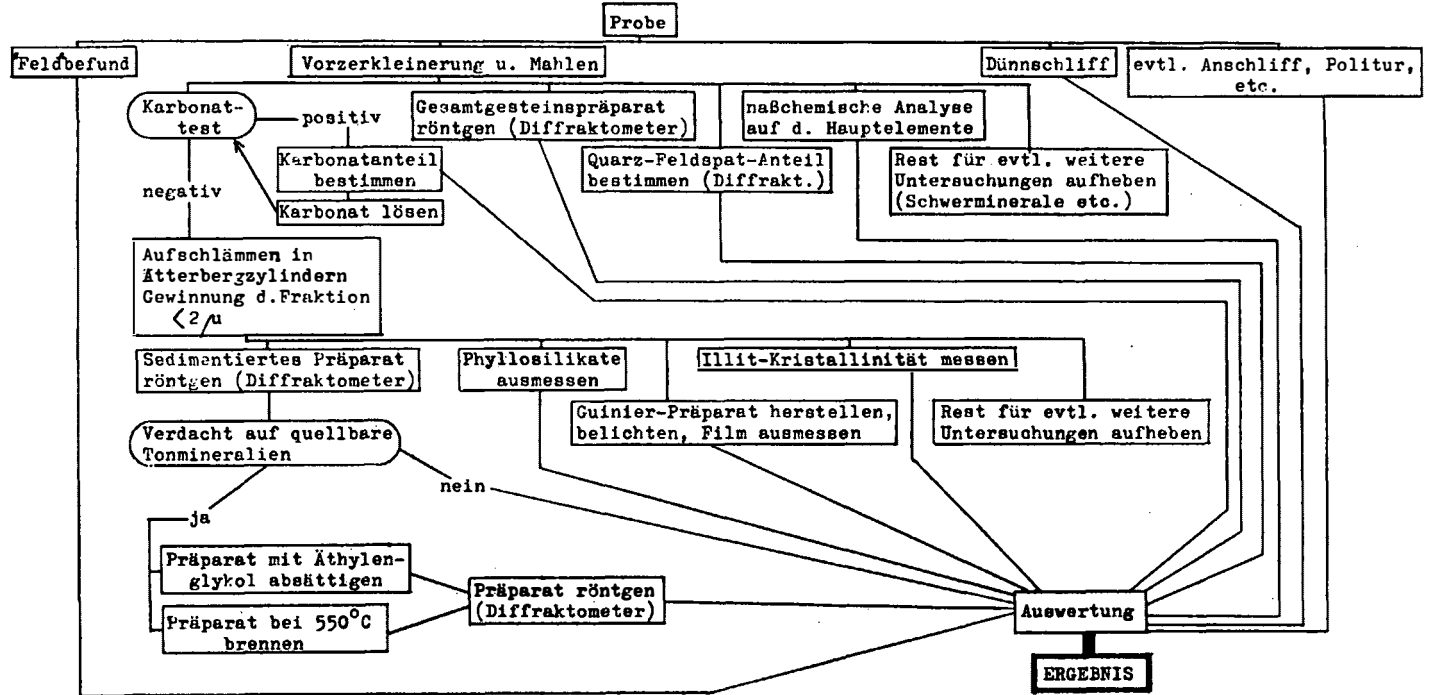 Probe
Feldbefund
Vorzerkleinerung u. Mahlen
Dünnschliff
evtl. Anschliff, Politur,
etc.
Karbonat-
test
positiv
negativ
Karbonatanteil
bestimmen
Karbonat lösen
Gesamtgesteinspräparat
röntgen (Diffraktometer)
Quarz-Feldspat-Anteil
bestimmen (Diffrakt.)
naßchemische Analyse
auf d. Hauptelemente
Rest für evtl. weitere
Untersuchungen aufheben
(Schwerminerale etc.)
Aufschlämmen in
Atterbergzylindern
Gewinnung d.Fraktion
<2 µ
Sedimentiertes Präparat
röntgen (Diffraktometer)
Phyllosilikate
ausmessen
Guinier-Präparat herstellen,
belichten, Film ausmessen
Illit-Kristallinität messen
Rest für evtl. weitere
Untersuchungen aufheben
Verdacht auf quellbare
Tonmineralien
nein
ja
Präparat mit Äthylen-
glykol absättigen
Präparat bei 550°C
brennen
Präparat röntgen
(Diffraktometer)
Auswertung
ERGEBNIS